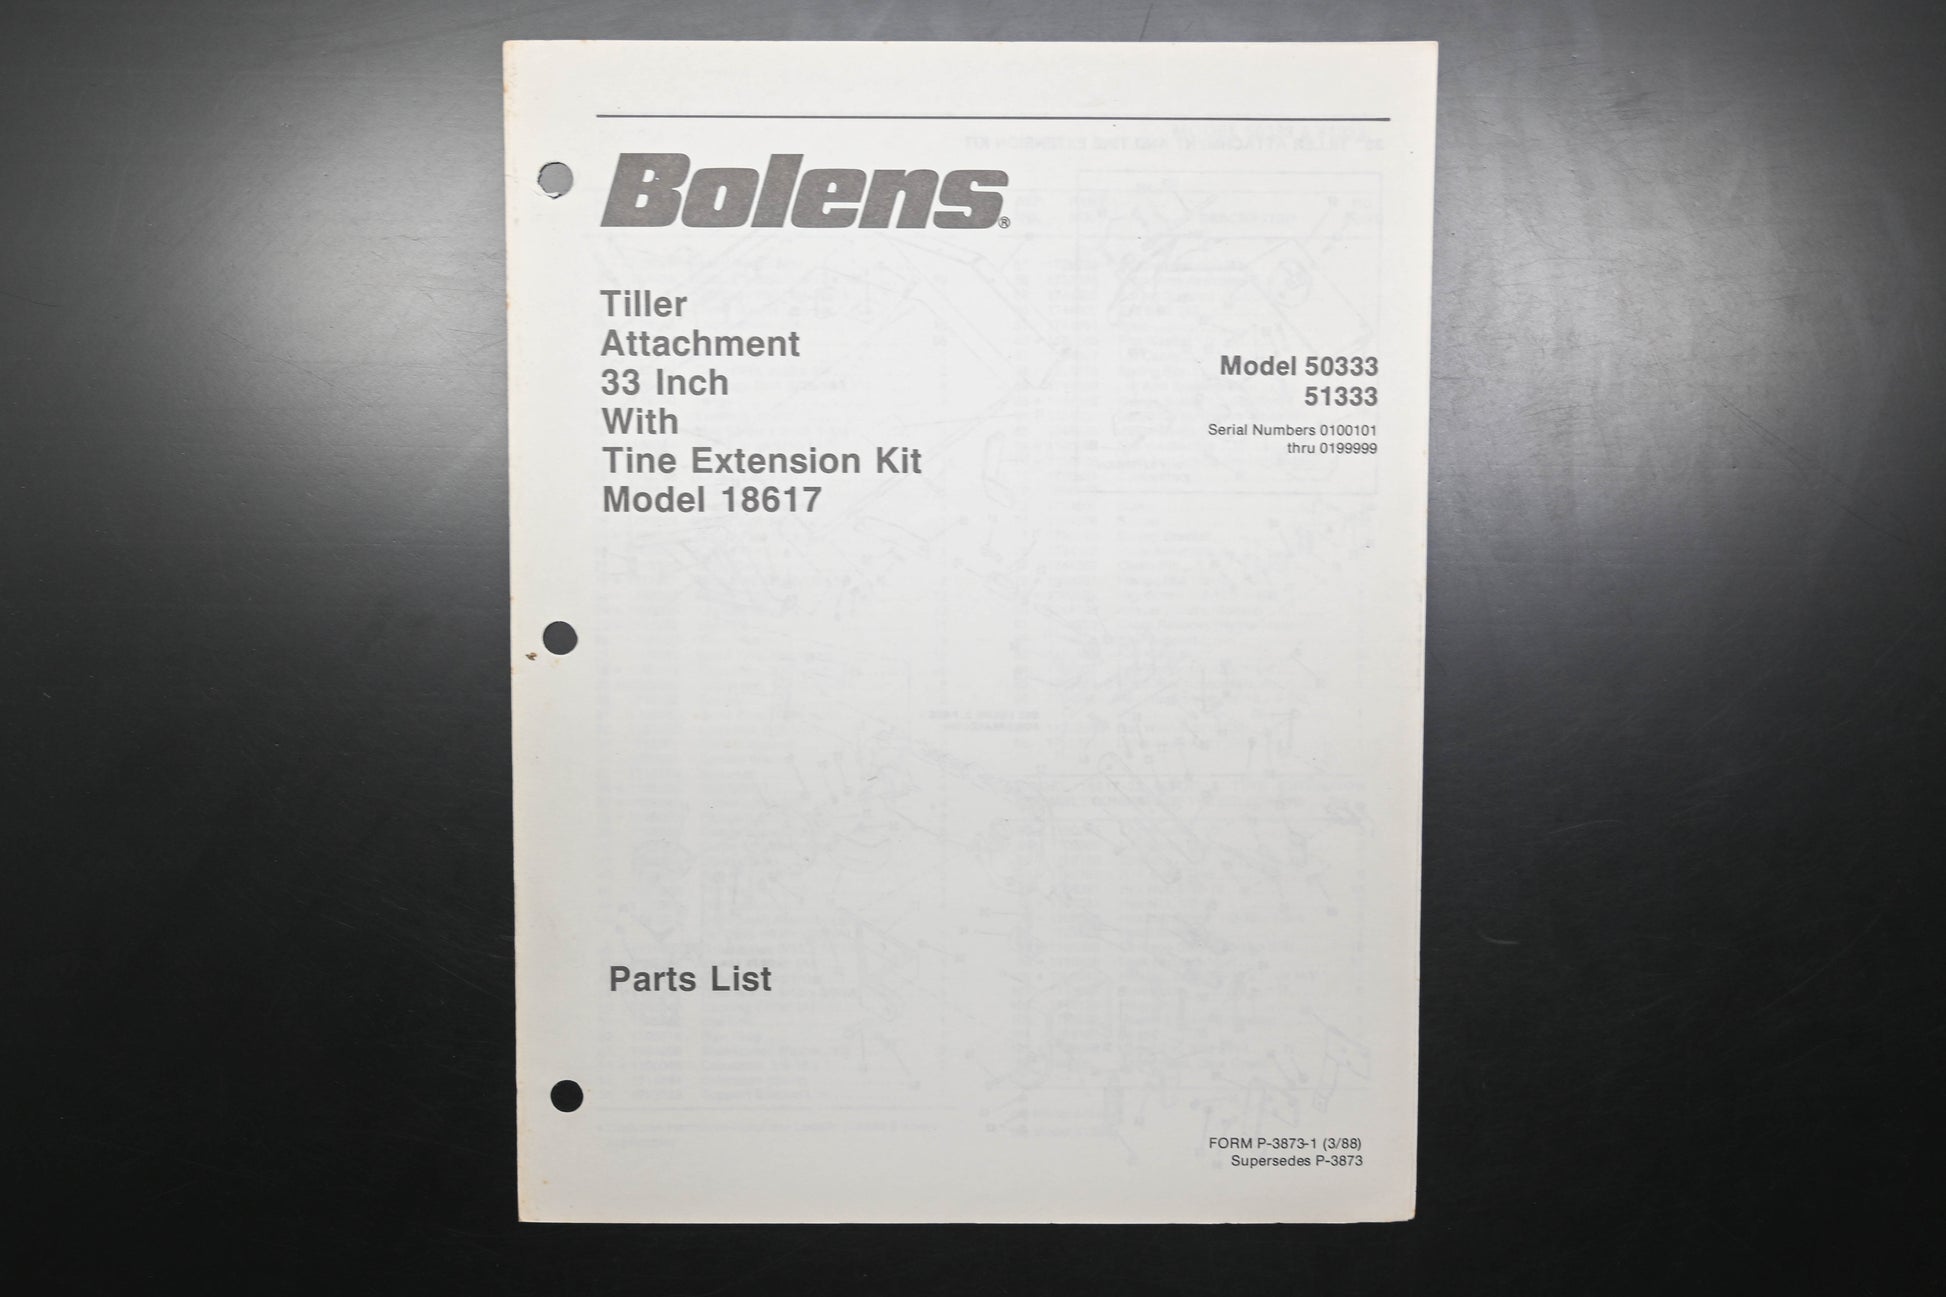 Bolens®
Tiller
Attachment
33 Inch
With
Tine Extension Kit
Model 18617
Model 50333
51333
Serial Numbers 0100101
thru 0199999
Parts List
FORM P-3873-1 (3/88)
Supersedes P-3873